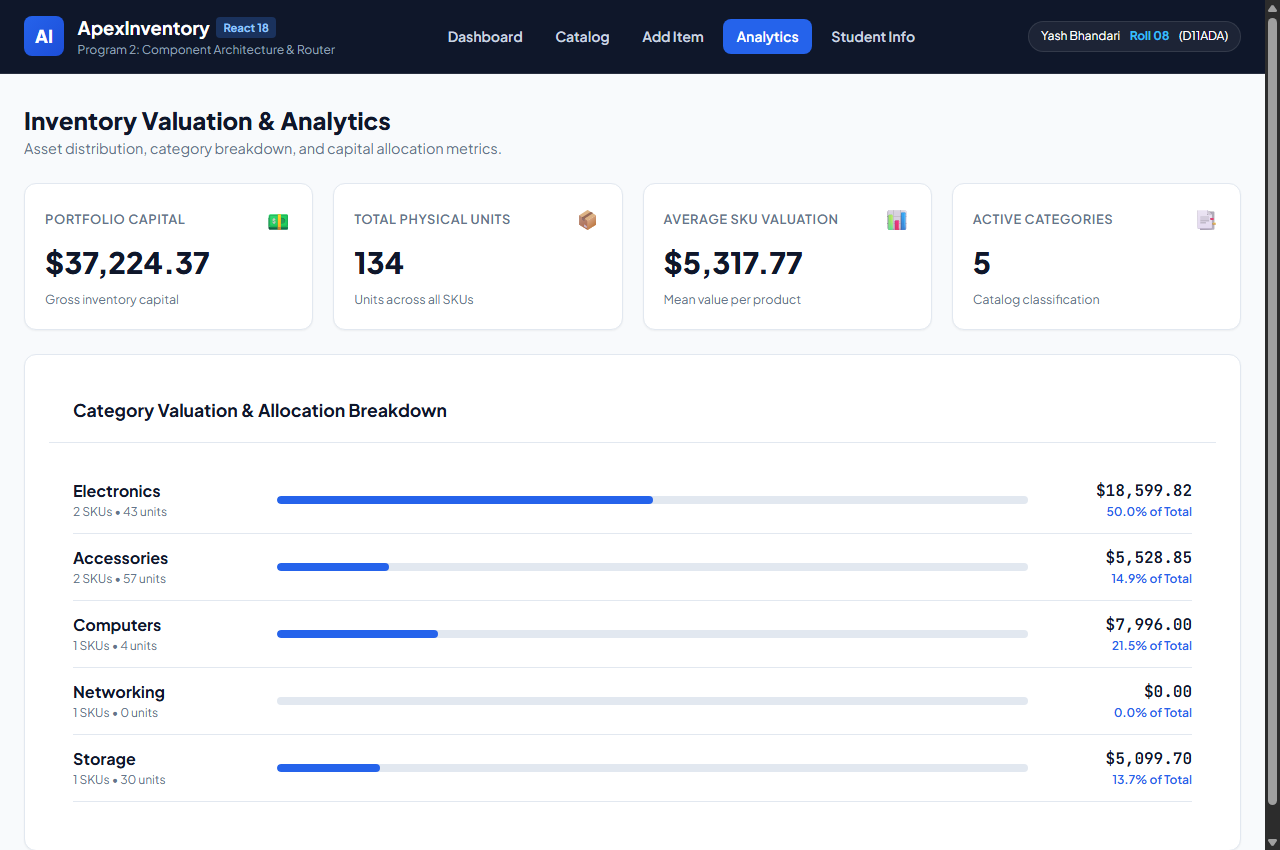 AI
ApexInventory React 18
Program 2: Component Architecture & Router
Dashboard Catalog Add Item Analytics Student Info
Yash Bhandari Roll 08 (D11ADA)
Inventory Valuation & Analytics
Asset distribution, category breakdown, and capital allocation metrics.
PORTFOLIO CAPITAL
$37,224.37
Gross inventory capital
TOTAL PHYSICAL UNITS
134
Units across all SKUs
AVERAGE SKU VALUATION
$5,317.77
Mean value per product
ACTIVE CATEGORIES
5
Catalog classification
Category Valuation & Allocation Breakdown
Electronics $18,599.82
2 SKUs • 43 units 50.0% of Total
Accessories $5,528.85
2 SKUs • 57 units 14.9% of Total
Computers $7,996.00
1 SKUs • 4 units 21.5% of Total
Networking $0.00
1 SKUs • 0 units 0.0% of Total
Storage $5,099.70
1 SKUs • 30 units 13.7% of Total